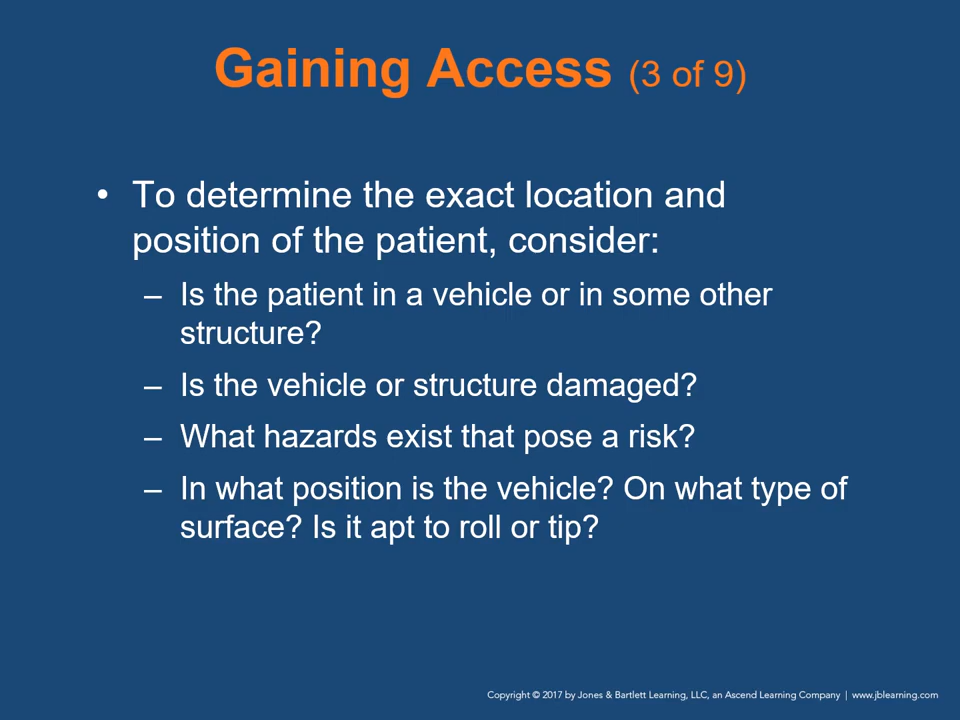 Gaining Access (3 of 9)
• To determine the exact location and
position of the patient, consider:
– Is the patient in a vehicle or in some other
structure?
– Is the vehicle or structure damaged?
– What hazards exist that pose a risk?
– In what position is the vehicle? On what type of
surface? Is it apt to roll or tip?
Copyright © 2017 by Jones & Bartlett Learning, LLC, an Ascend Learning Company | www.jblearning.com